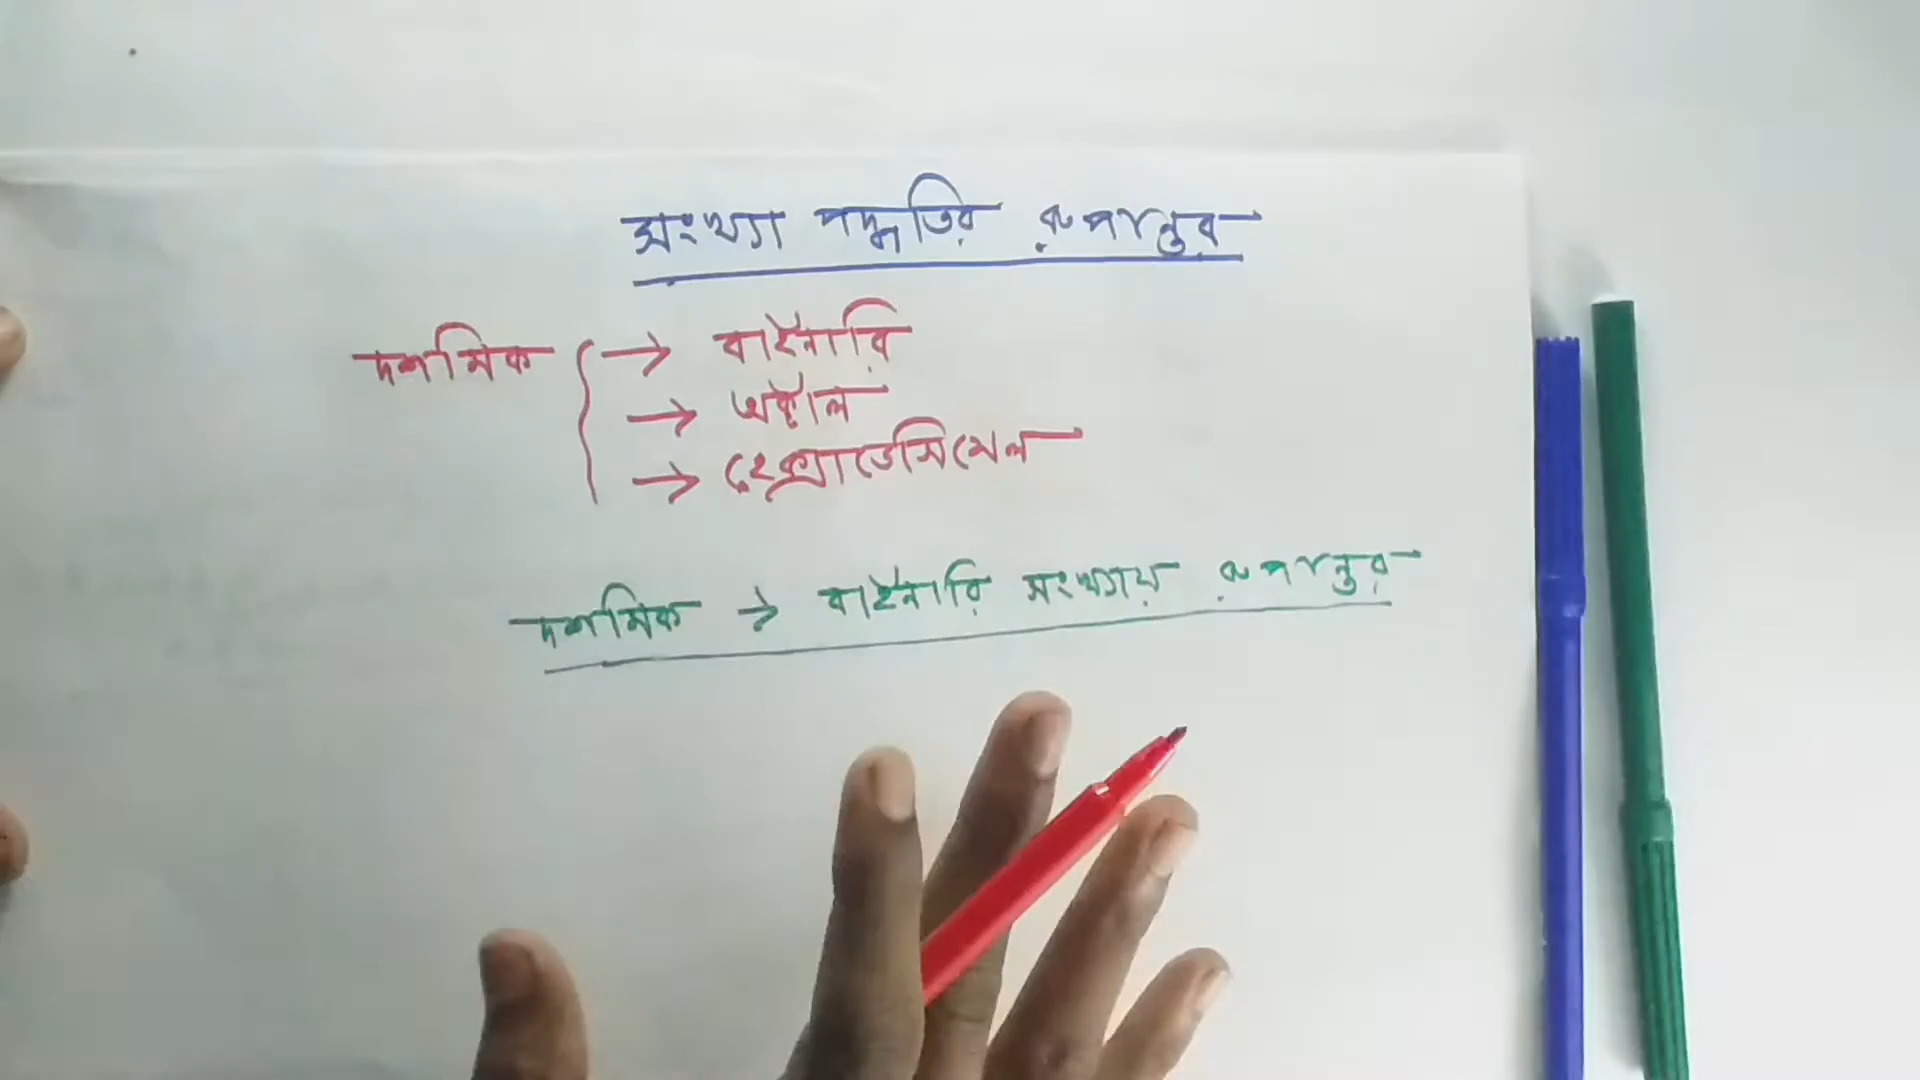 সংখ্যা পদ্ধতির রুপান্তর
দশমিক → বাইনারি
→ অক্টাল
→ হেক্সাডেসিমেল
দশমিক → বাইনারি সংখ্যায় রুপান্তর